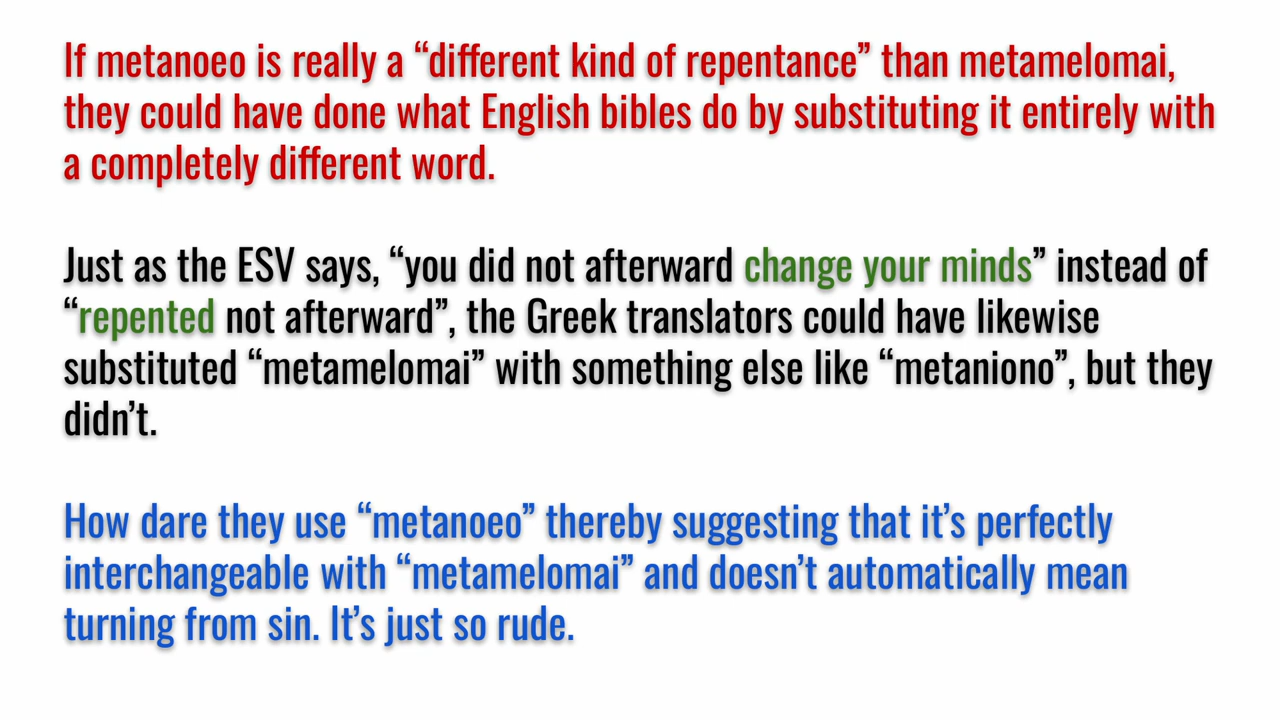 If metanoeo is really a “different kind of repentance” than metamelomai,
they could have done what English bibles do by substituting it entirely with
a completely different word.
Just as the ESV says, “you did not afterward change your minds” instead of
“repented not afterward”, the Greek translators could have likewise
substituted “metamelomai” with something else like “metaniono”, but they
didn’t.
How dare they use “metanoeo” thereby suggesting that it’s perfectly
interchangeable with “metamelomai” and doesn’t automatically mean
turning from sin. It’s just so rude.